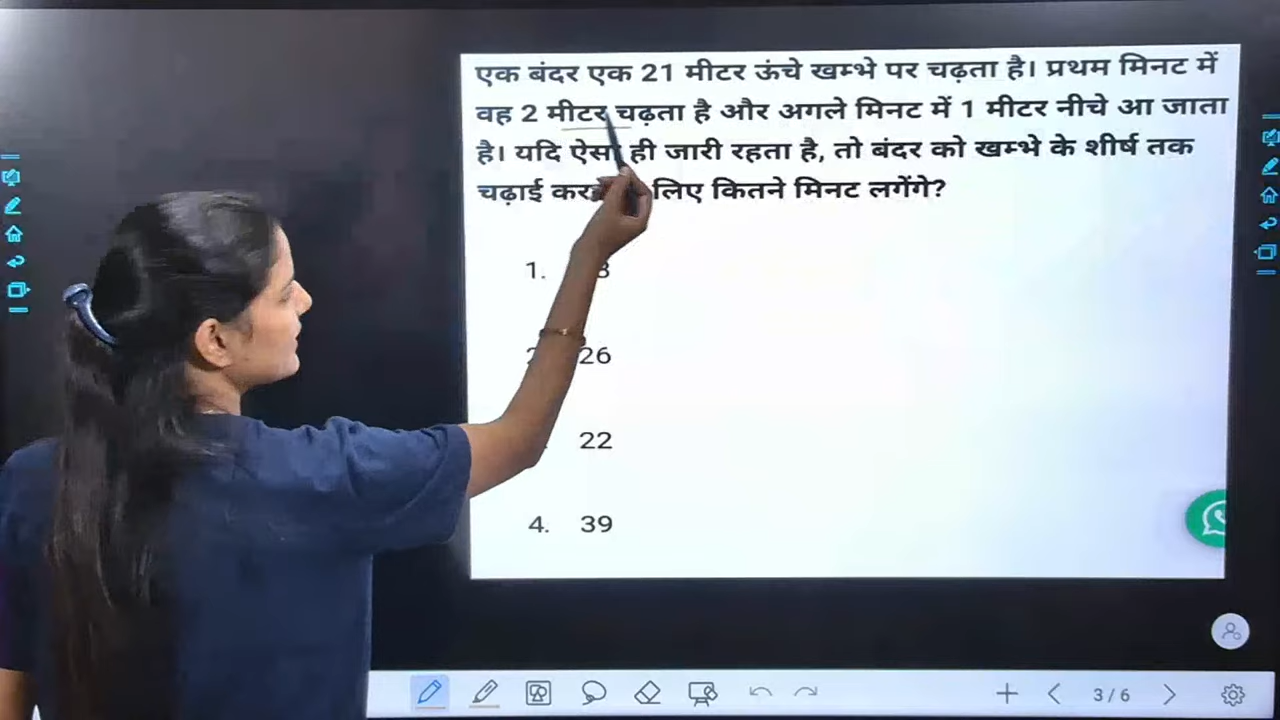 एक बंदर एक 21 मीटर ऊंचे खम्भे पर चढ़ता है। प्रथम मिनट में
वह 2 मीटर चढ़ता है और अगले मिनट में 1 मीटर नीचे आ जाता
है। यदि ऐसा ही जारी रहता है, तो बंदर को खम्भे के शीर्ष तक
चढ़ाई लिए कितने मिनट लगेंगे?
1.
26
22
4. 39
3 / 6